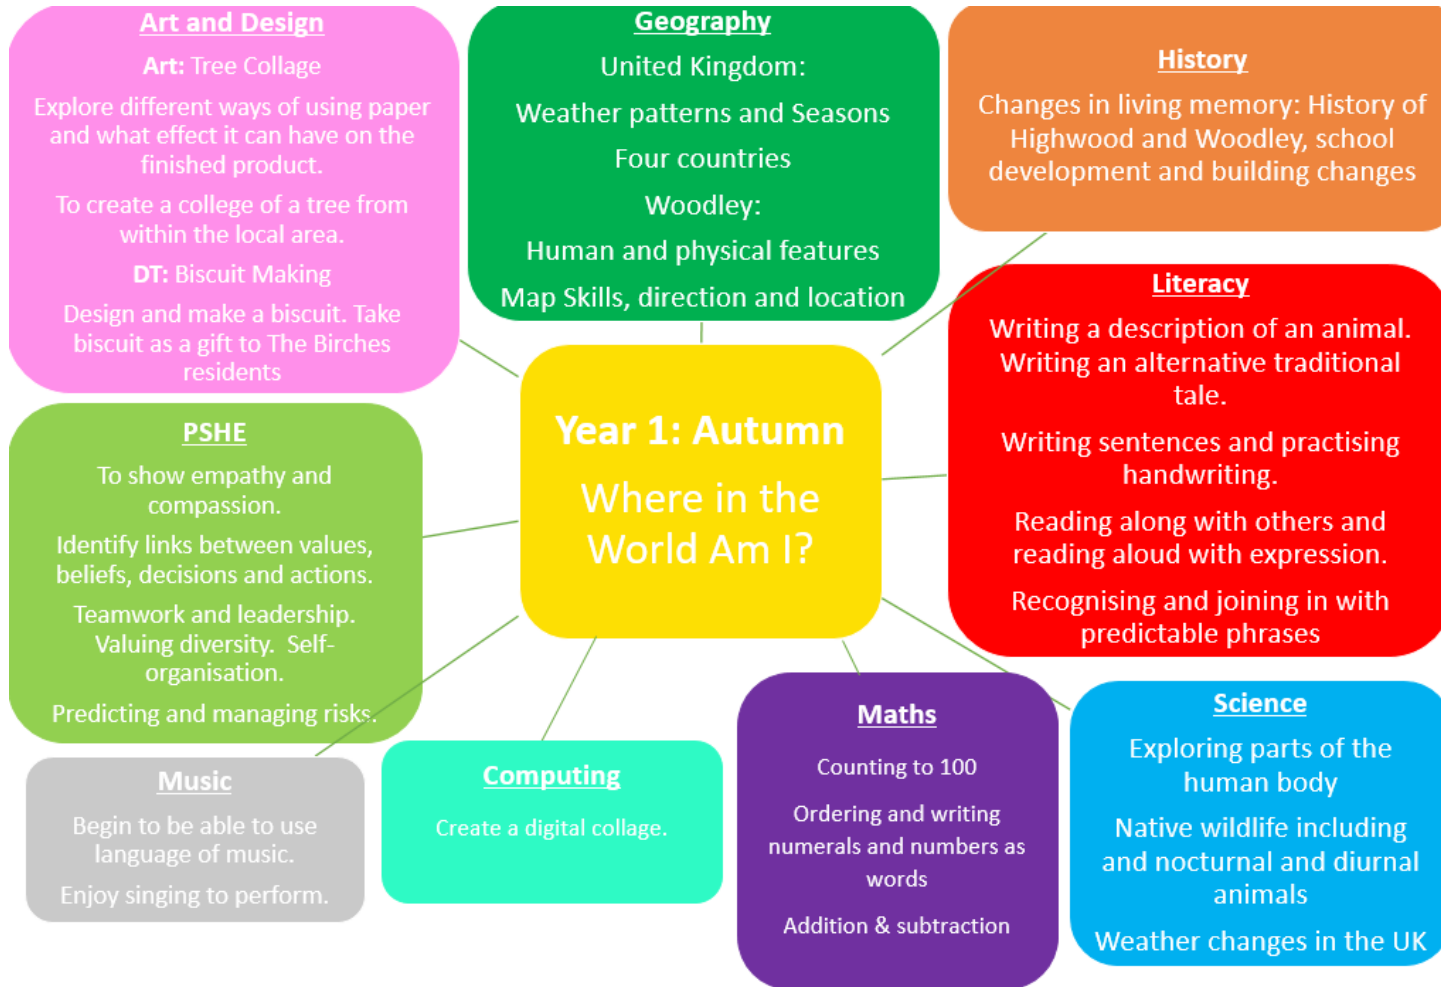 Art and Design
Art: Tree Collage
Explore different ways of using paper
and what effect it can have on the
finished product.
To create a college of a tree from
within the local area.
DT: Biscuit Making
Design and make a biscuit. Take
biscuit as a gift to The Birches
residents
Geography
United Kingdom:
Weather patterns and Seasons
Four countries
Woodley:
Human and physical features
Map Skills, direction and location
History
Changes in living memory: History of
Highwood and Woodley, school
development and building changes
Literacy
Writing a description of an animal.
Writing an alternative traditional
tale.
Writing sentences and practising
handwriting.
Reading along with others and
reading aloud with expression.
Recognising and joining in with
predictable phrases
Year 1: Autumn
Where in the
World Am I?
PSHE
To show empathy and
compassion.
Identify links between values,
beliefs, decisions and actions.
Teamwork and leadership.
Valuing diversity.  Self-
organisation.
Predicting and managing risks.
Music
Begin to be able to use
language of music.
Enjoy singing to perform.
Computing
Create a digital collage.
Maths
Counting to 100
Ordering and writing
numerals and numbers as
words
Addition & subtraction
Science
Exploring parts of the
human body
Native wildlife including
and nocturnal and diurnal
animals
Weather changes in the UK